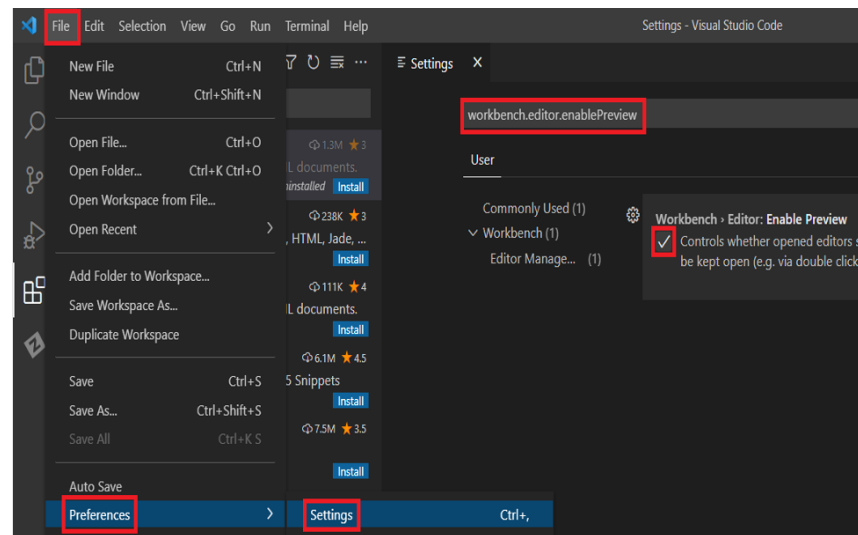 File Edit Selection View Go Run Terminal Help
Settings - Visual Studio Code
New File Ctrl+N
New Window Ctrl+Shift+N
Open File... Ctrl+O
Open Folder... Ctrl+K Ctrl+O
Open Workspace from File...
Open Recent
Add Folder to Workspace...
Save Workspace As...
Duplicate Workspace
Save Ctrl+S
Save As... Ctrl+Shift+S
Save All Ctrl+K S
Auto Save
Preferences
Settings Ctrl+,
1.3M ★3
L documents.
ninstalled Install
238K ★3
, HTML, Jade, ...
Install
111K ★4
IL documents.
Install
6.1M ★4.5
5 Snippets
Install
7.5M ★3.5
Install
Settings X
workbench.editor.enablePreview
User
Commonly Used (1)
Workbench (1)
Editor Manage... (1)
Workbench › Editor: Enable Preview
Controls whether opened editors s
be kept open (e.g. via double click